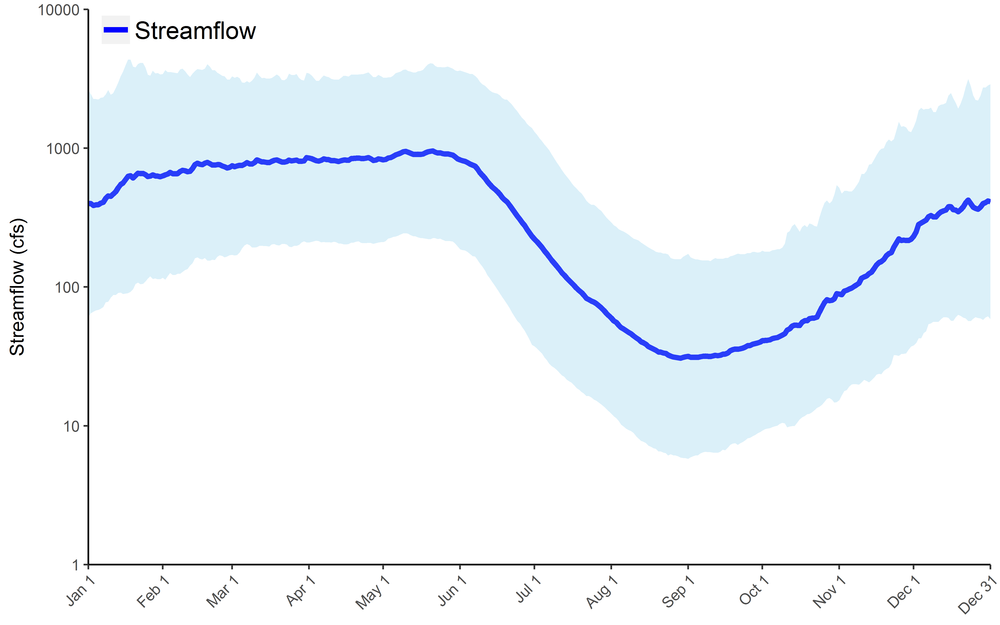 10000
Streamflow
1000
Streamflow (cfs)
100
10
1
Jan 1
Feb 1
Mar 1
Apr 1
May 1
Jun 1
Jul 1
Aug 1
Sep 1
Oct 1
Nov 1
Dec 1
Dec 31